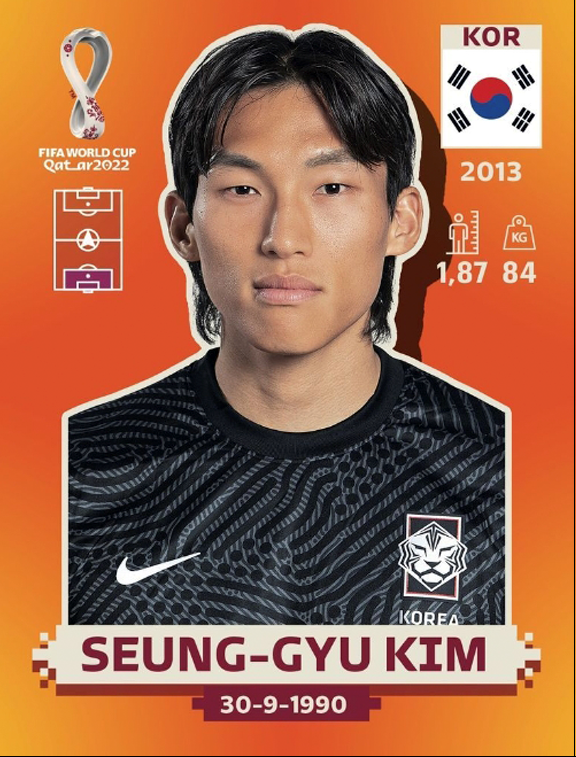 KOR
FIFA WORLD CUP
Qatar2022
2013
KG
1,87 84
KOREA
SEUNG-GYU KIM
30-9-1990